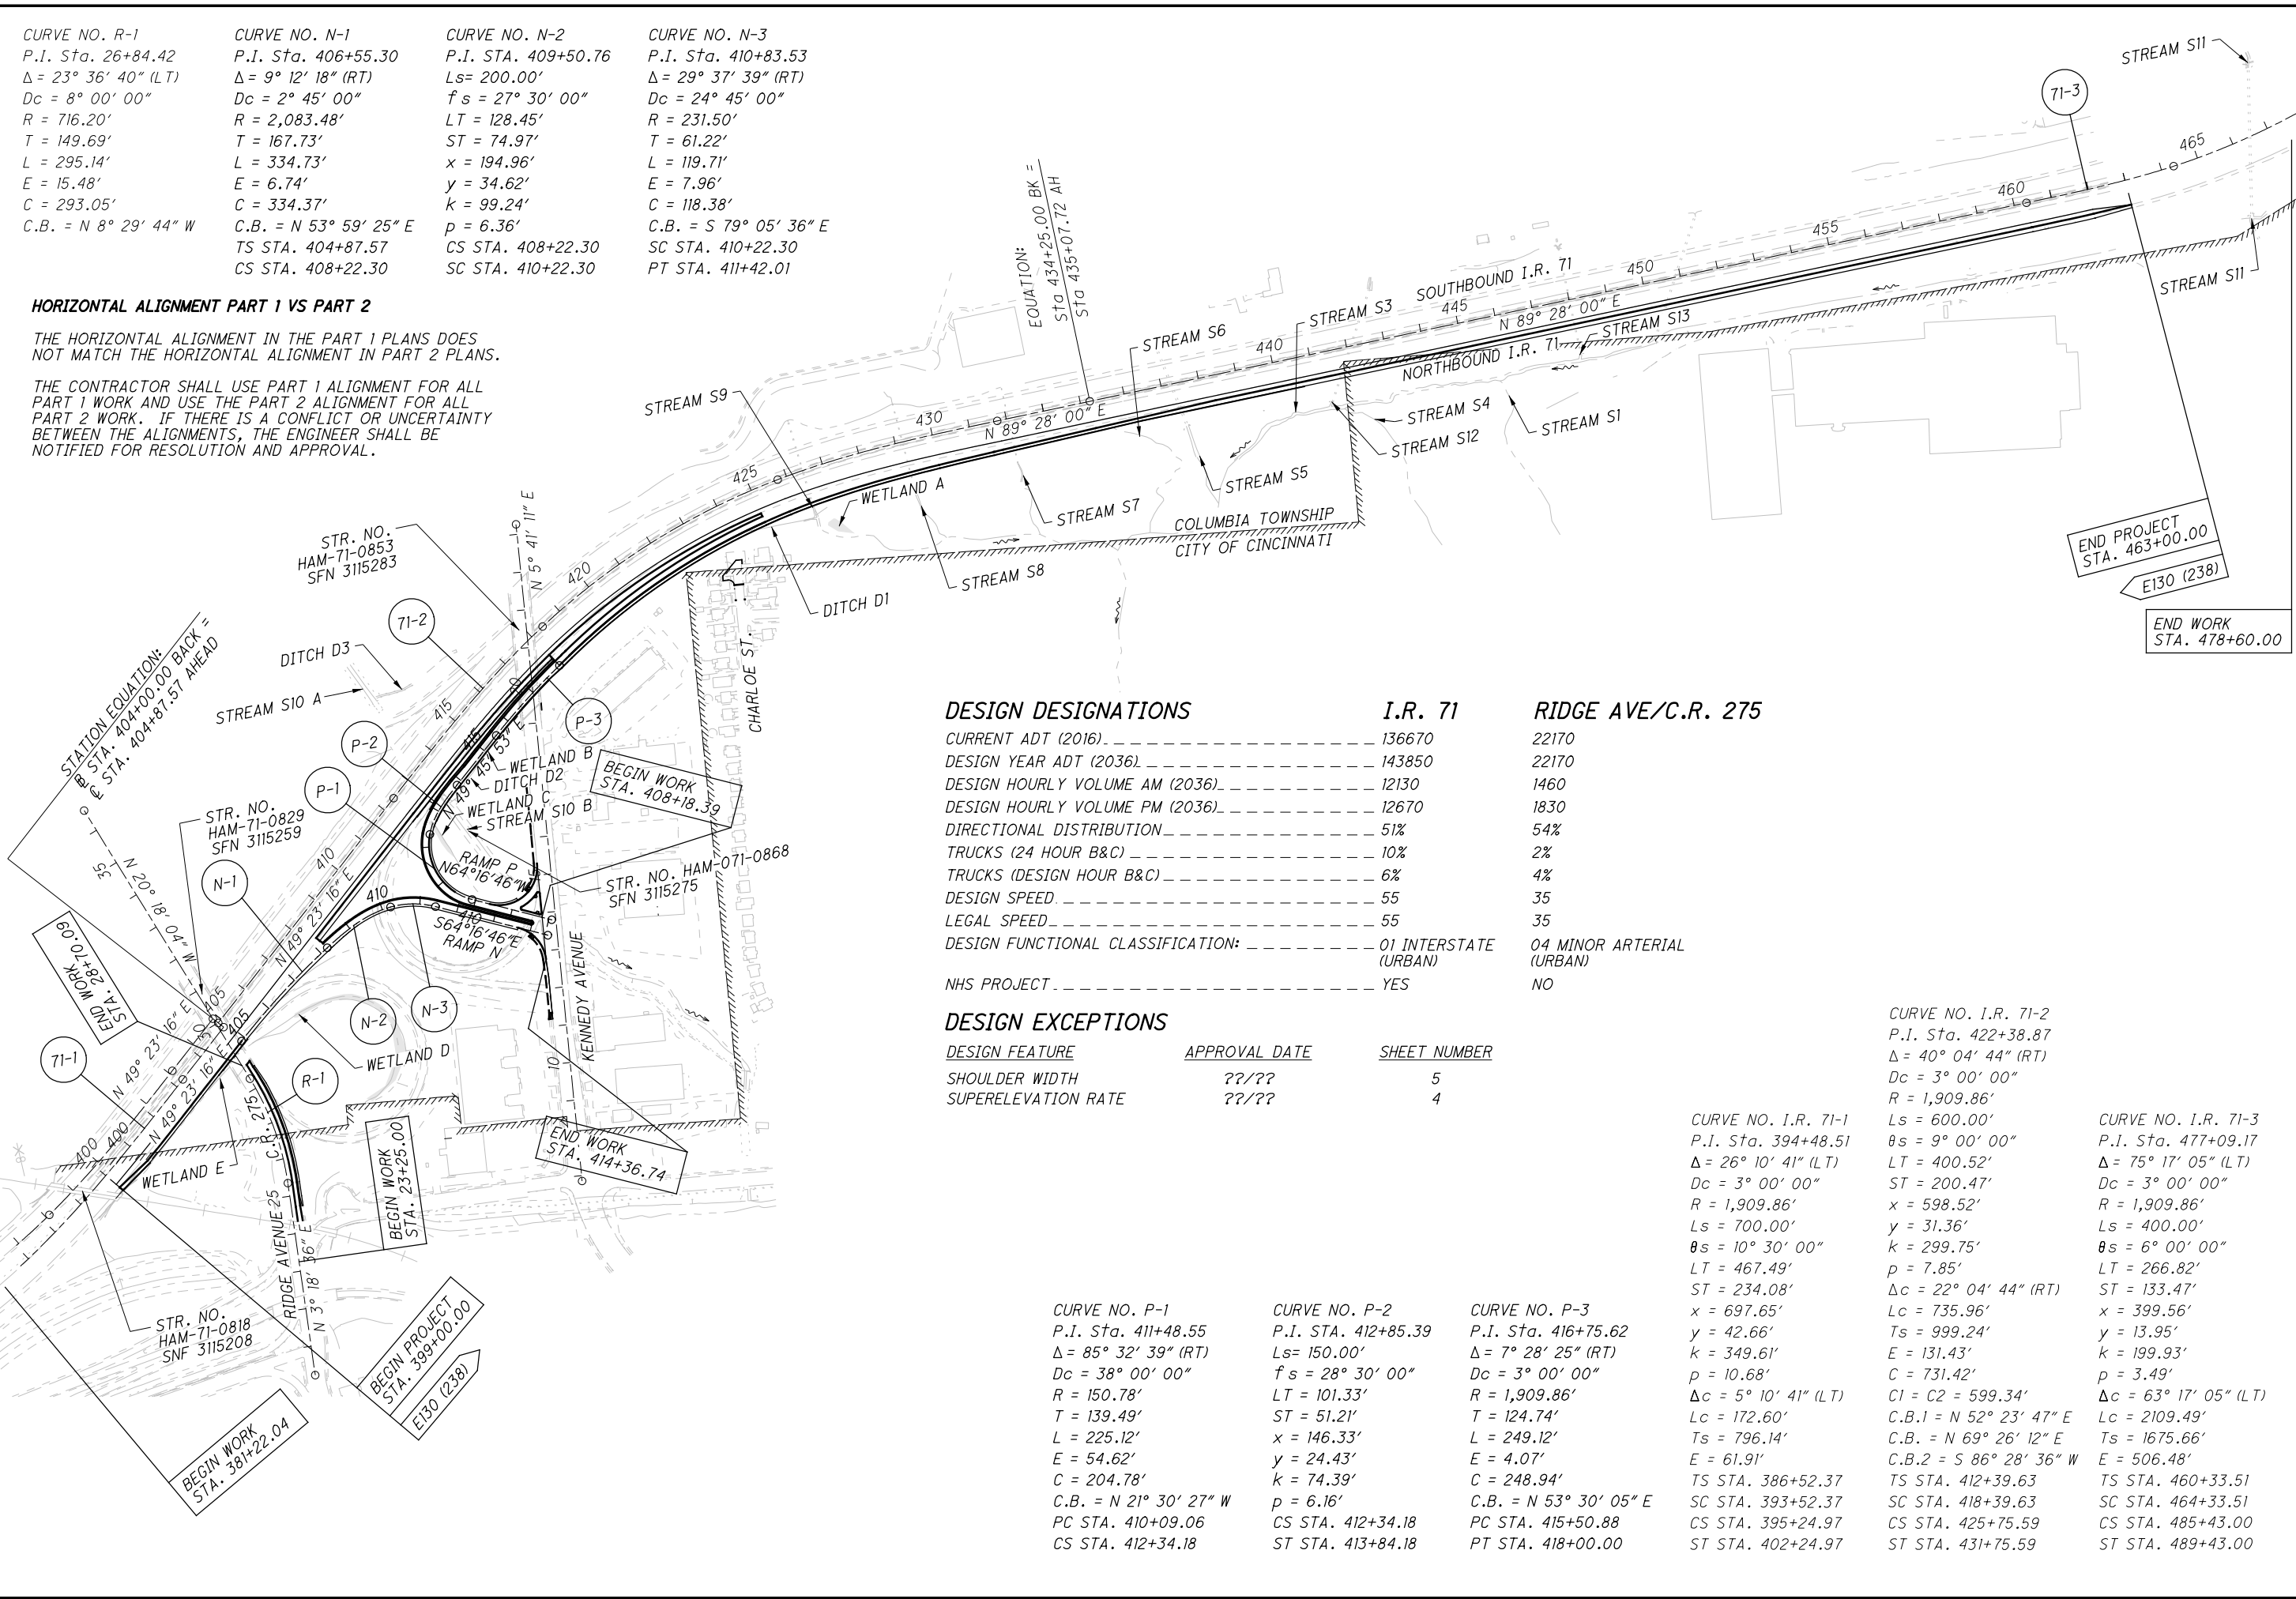 CURVE NO. R-1
P.I. Sta. 26+84.42
Δ = 23° 36' 40" (LT)
Dc = 8° 00' 00"
R = 716.20'
T = 149.69'
L = 295.14'
E = 15.48'
C = 293.05'
C.B. = N 8° 29' 44" W
CURVE NO. N-1
P.I. Sta. 406+55.30
Δ = 9° 12' 18" (RT)
Dc = 2° 45' 00"
R = 2,083.48'
T = 167.73'
L = 334.73'
E = 6.74'
C = 334.37'
C.B. = N 53° 59' 25" E
TS STA. 404+87.57
CS STA. 408+22.30
CURVE NO. N-2
P.I. STA. 409+50.76
Ls= 200.00'
fs = 27° 30' 00"
LT = 128.45'
ST = 74.97'
x = 194.96'
y = 34.62'
k = 99.24'
p = 6.36'
CS STA. 408+22.30
SC STA. 410+22.30
CURVE NO. N-3
P.I. Sta. 410+83.53
Δ = 29° 37' 39" (RT)
Dc = 24° 45' 00"
R = 231.50'
T = 61.22'
L = 119.71'
E = 7.96'
C = 118.38'
C.B. = S 79° 05' 36" E
SC STA. 410+22.30
PT STA. 411+42.01
HORIZONTAL ALIGNMENT PART 1 VS PART 2
THE HORIZONTAL ALIGNMENT IN THE PART 1 PLANS DOES
NOT MATCH THE HORIZONTAL ALIGNMENT IN PART 2 PLANS.
THE CONTRACTOR SHALL USE PART 1 ALIGNMENT FOR ALL
PART 1 WORK AND USE THE PART 2 ALIGNMENT FOR ALL
PART 2 WORK. IF THERE IS A CONFLICT OR UNCERTAINTY
BETWEEN THE ALIGNMENTS, THE ENGINEER SHALL BE
NOTIFIED FOR RESOLUTION AND APPROVAL.
STREAM S11
71-3
465
460
455
450
445
440
430
425
420
415
415
410
410
410
405
405
400
400
EQUATION:
Sta 434+25.00 BK =
Sta 435+07.72 AH
SOUTHBOUND I.R. 71
N 89° 28' 00" E
NORTHBOUND I.R. 71
N 89° 28' 00" E
STREAM S11
STREAM S3
STREAM S13
STREAM S6
STREAM S9
STREAM S4
STREAM S12
STREAM S1
STREAM S5
STREAM S7
STREAM S8
WETLAND A
COLUMBIA TOWNSHIP
CITY OF CINCINNATI
DITCH D1
END PROJECT
STA. 463+00.00
E130 (238)
END WORK
STA. 478+60.00
STR. NO.
HAM-71-0853
SFN 3115283
N 5° 41' 11" E
71-2
DITCH D3
STREAM S10 A
STATION EQUATION:
STA. 404+00.00 BACK =
STA. 404+87.57 AHEAD
P-3
P-2
P-1
CHARLOE ST.
N 49° 45' 53" E
WETLAND B
DITCH D2
WETLAND C
STREAM S10 B
BEGIN WORK
STA. 408+18.39
STR. NO.
HAM-71-0829
SFN 3115259
N-1
35
N 20° 18' 04" W
N 49° 23' 16" E
RAMP P
N64°16'46"W
STR. NO. HAM-071-0868
SFN 3115275
S64°16'46"E
RAMP N
KENNEDY AVENUE
10
10
END WORK
STA. 28+70.09
30
N-2
N-3
WETLAND D
71-1
N 49° 23' 16" E
N 49° 23' 16" E
R-1
C.R. 275
WETLAND E
BEGIN WORK
STA. 23+25.00
END WORK
STA. 414+36.74
RIDGE AVENUE
25
N 3° 18' 36" E
STR. NO.
HAM-71-0818
SNF 3115208
BEGIN PROJECT
STA. 399+00.00
E130 (238)
BEGIN WORK
STA. 381+22.04
DESIGN DESIGNATIONS I.R. 71 RIDGE AVE/C.R. 275
CURRENT ADT (2016) 136670 22170
DESIGN YEAR ADT (2036) 143850 22170
DESIGN HOURLY VOLUME AM (2036) 12130 1460
DESIGN HOURLY VOLUME PM (2036) 12670 1830
DIRECTIONAL DISTRIBUTION 51% 54%
TRUCKS (24 HOUR B&C) 10% 2%
TRUCKS (DESIGN HOUR B&C) 6% 4%
DESIGN SPEED 55 35
LEGAL SPEED 55 35
DESIGN FUNCTIONAL CLASSIFICATION: 01 INTERSTATE 04 MINOR ARTERIAL
(URBAN) (URBAN)
NHS PROJECT YES NO
DESIGN EXCEPTIONS
DESIGN FEATURE APPROVAL DATE SHEET NUMBER
SHOULDER WIDTH ??/?? 5
SUPERELEVATION RATE ??/?? 4
CURVE NO. P-1
P.I. Sta. 411+48.55
Δ = 85° 32' 39" (RT)
Dc = 38° 00' 00"
R = 150.78'
T = 139.49'
L = 225.12'
E = 54.62'
C = 204.78'
C.B. = N 21° 30' 27" W
PC STA. 410+09.06
CS STA. 412+34.18
CURVE NO. P-2
P.I. STA. 412+85.39
Ls= 150.00'
fs = 28° 30' 00"
LT = 101.33'
ST = 51.21'
x = 146.33'
y = 24.43'
k = 74.39'
p = 6.16'
CS STA. 412+34.18
ST STA. 413+84.18
CURVE NO. P-3
P.I. Sta. 416+75.62
Δ = 7° 28' 25" (RT)
Dc = 3° 00' 00"
R = 1,909.86'
T = 124.74'
L = 249.12'
E = 4.07'
C = 248.94'
C.B. = N 53° 30' 05" E
PC STA. 415+50.88
PT STA. 418+00.00
CURVE NO. I.R. 71-1
P.I. Sta. 394+48.51
Δ = 26° 10' 41" (LT)
Dc = 3° 00' 00"
R = 1,909.86'
Ls = 700.00'
θs = 10° 30' 00"
LT = 467.49'
ST = 234.08'
x = 697.65'
y = 42.66'
k = 349.61'
p = 10.68'
Δc = 5° 10' 41" (LT)
Lc = 172.60'
Ts = 796.14'
E = 61.91'
TS STA. 386+52.37
SC STA. 393+52.37
CS STA. 395+24.97
ST STA. 402+24.97
CURVE NO. I.R. 71-2
P.I. Sta. 422+38.87
Δ = 40° 04' 44" (RT)
Dc = 3° 00' 00"
R = 1,909.86'
Ls = 600.00'
θs = 9° 00' 00"
LT = 400.52'
ST = 200.47'
x = 598.52'
y = 31.36'
k = 299.75'
p = 7.85'
Δc = 22° 04' 44" (RT)
Lc = 735.96'
Ts = 999.24'
E = 131.43'
C = 731.42'
C1 = C2 = 599.34'
C.B.1 = N 52° 23' 47" E
C.B. = N 69° 26' 12" E
C.B.2 = S 86° 28' 36" W
TS STA. 412+39.63
SC STA. 418+39.63
CS STA. 425+75.59
ST STA. 431+75.59
CURVE NO. I.R. 71-3
P.I. Sta. 477+09.17
Δ = 75° 17' 05" (LT)
Dc = 3° 00' 00"
R = 1,909.86'
Ls = 400.00'
θs = 6° 00' 00"
LT = 266.82'
ST = 133.47'
x = 399.56'
y = 13.95'
k = 199.93'
p = 3.49'
Δc = 63° 17' 05" (LT)
Lc = 2109.49'
Ts = 1675.66'
E = 506.48'
TS STA. 460+33.51
SC STA. 464+33.51
CS STA. 485+43.00
ST STA. 489+43.00